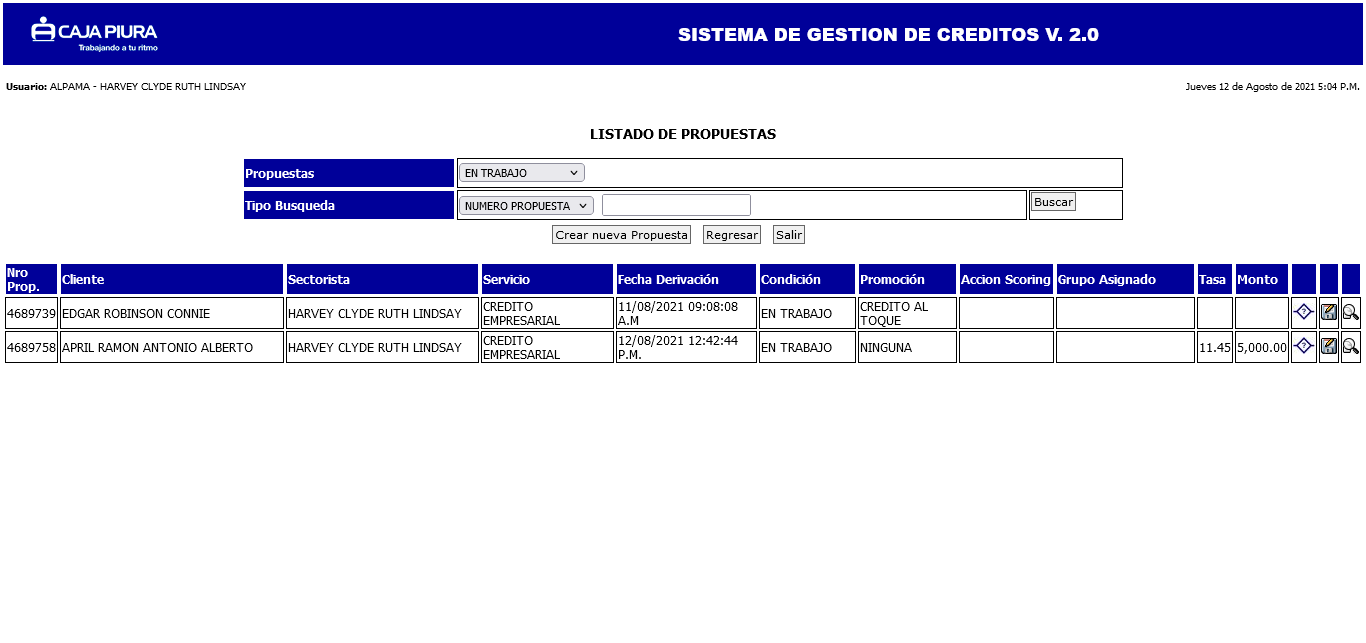 CAJA PIURA
Trabajando a tu ritmo
SISTEMA DE GESTION DE CREDITOS V. 2.0
Usuario: ALPAMA - HARVEY CLYDE RUTH LINDSAY
Jueves 12 de Agosto de 2021 5:04 P.M.
LISTADO DE PROPUESTAS
Propuestas EN TRABAJO
Tipo Busqueda NUMERO PROPUESTA Buscar
Crear nueva Propuesta Regresar Salir
Nro Prop. Cliente Sectorista Servicio Fecha Derivación Condición Promoción Accion Scoring Grupo Asignado Tasa Monto
4689739 EDGAR ROBINSON CONNIE HARVEY CLYDE RUTH LINDSAY CREDITO EMPRESARIAL 11/08/2021 09:08:08 A.M EN TRABAJO CREDITO AL TOQUE
4689758 APRIL RAMON ANTONIO ALBERTO HARVEY CLYDE RUTH LINDSAY CREDITO EMPRESARIAL 12/08/2021 12:42:44 P.M. EN TRABAJO NINGUNA 11.45 5,000.00